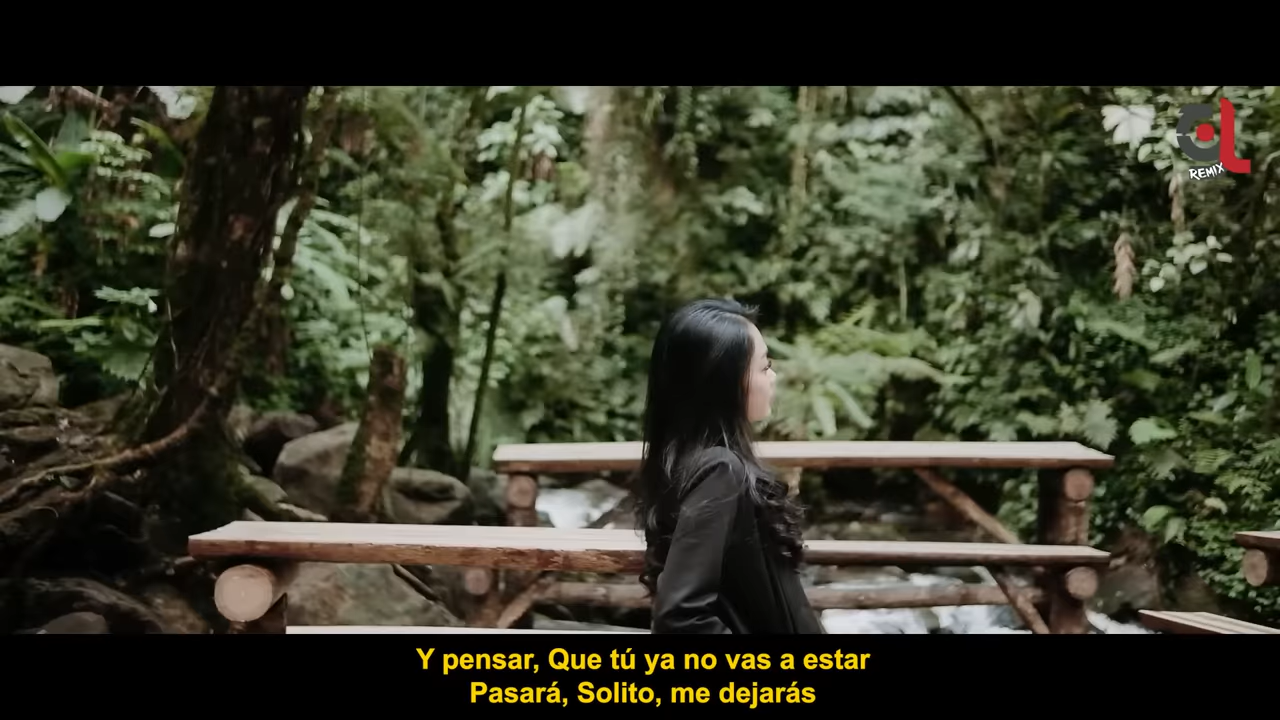 REMIX
Y pensar, Que tú ya no vas a estar
Pasará, Solito, me dejarás